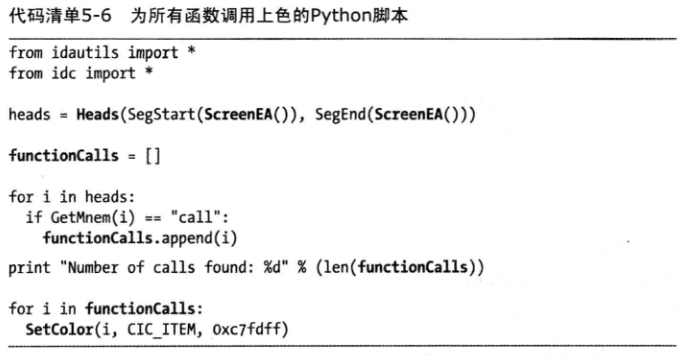 代码清单5-6 为所有函数调用上色的Python脚本
from idautils import *
from idc import *
heads = Heads(SegStart(ScreenEA()), SegEnd(ScreenEA()))
functionCalls = []
for i in heads:
  if GetMnem(i) == "call":
    functionCalls.append(i)
print "Number of calls found: %d" % (len(functionCalls))
for i in functionCalls:
  SetColor(i, CIC_ITEM, 0xc7fdff)